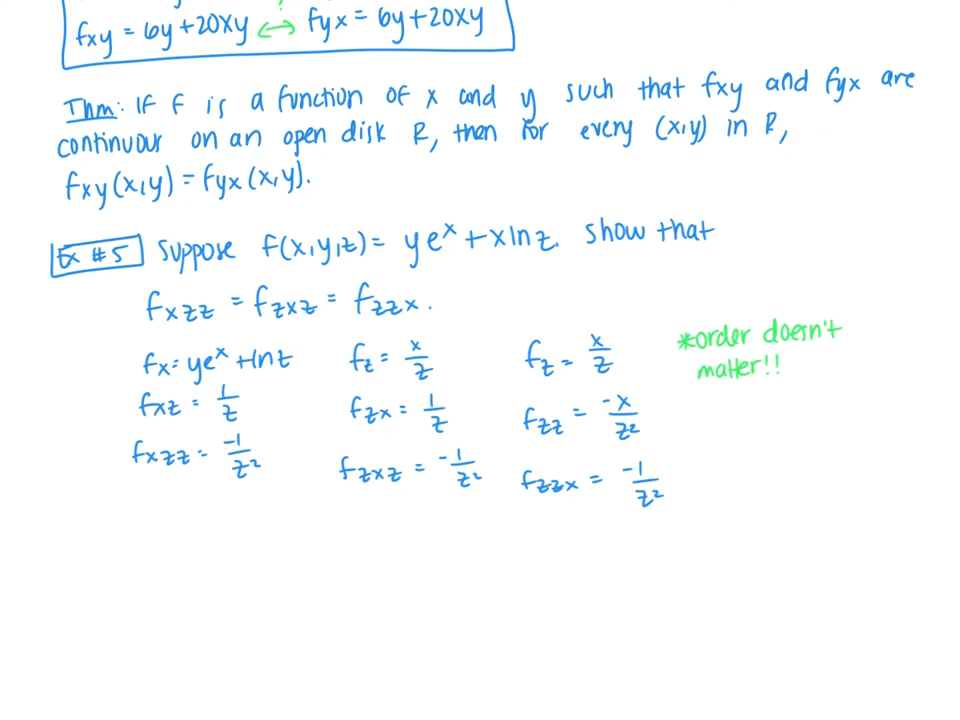 ?
fxy = 6y+20xy ↔ fyx = 6y+20xy
Thm: If f is a function of x and y such that fxy and fyx are
continuous on an open disk R, then for every (x,y) in R,
fxy(x,y) = fyx(x,y).
Ex #5 Suppose f(x,y,z) = ye^x + xlnz. Show that
fxzz = fzxz = fzzx.
*order doesn't
matter!!
fx = ye^x + lnz fz = x/z fz = x/z
fxz = 1/z fzx = 1/z fzz = -x/z²
fxzz = -1/z² fzxz = -1/z² fzzx = -1/z²